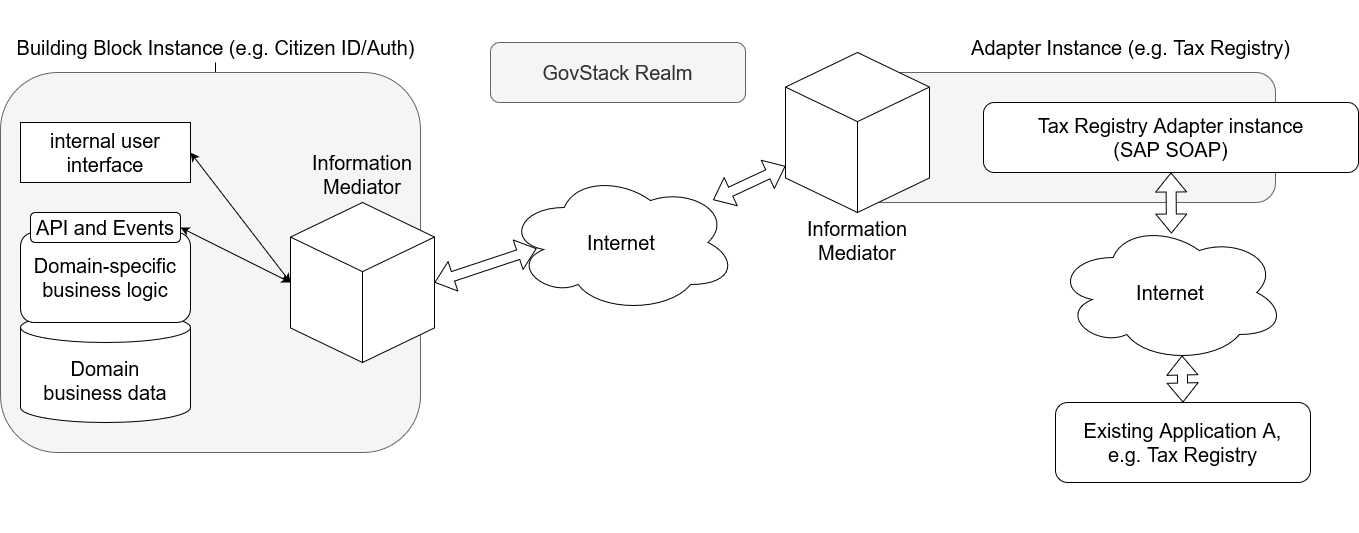 Building Block Instance (e.g. Citizen ID/Auth)
GovStack Realm
Adapter Instance (e.g. Tax Registry)
internal user
interface
Information
Mediator
API and Events
Domain-specific
business logic
Domain
business data
Internet
Information
Mediator
Tax Registry Adapter instance
(SAP SOAP)
Internet
Existing Application A,
e.g. Tax Registry